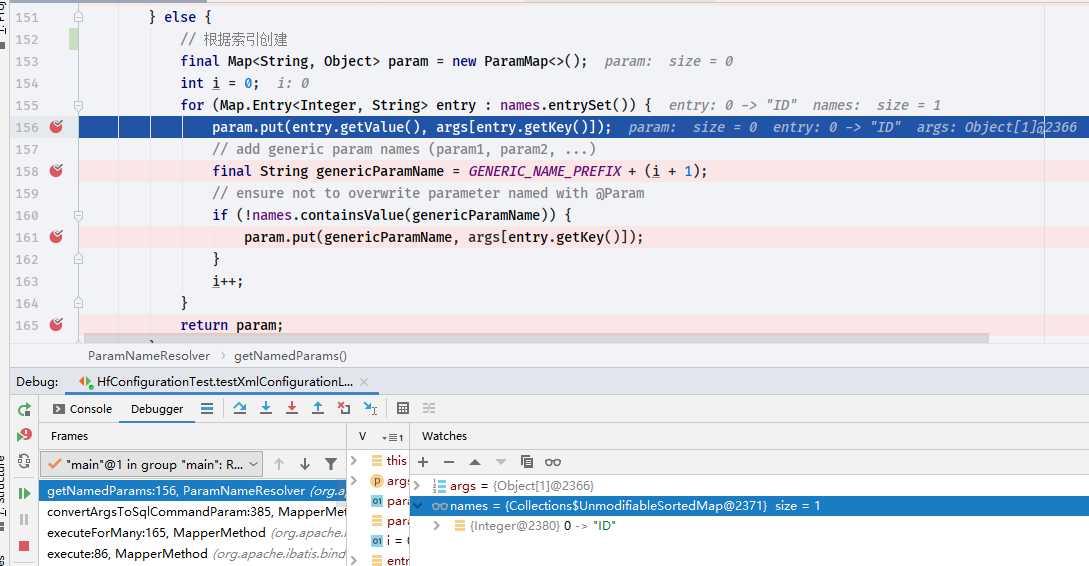 151 } else {
152 // 根据索引创建
153 final Map<String, Object> param = new ParamMap<>(); param: size = 0
154 int i = 0; i: 0
155 for (Map.Entry<Integer, String> entry : names.entrySet()) { entry: 0 -> "ID" names: size = 1
156 param.put(entry.getValue(), args[entry.getKey()]); param: size = 0 entry: 0 -> "ID" args: Object[1]@2366
157 // add generic param names (param1, param2, ...)
158 final String genericParamName = GENERIC_NAME_PREFIX + (i + 1);
159 // ensure not to overwrite parameter named with @Param
160 if (!names.containsValue(genericParamName)) {
161 param.put(genericParamName, args[entry.getKey()]);
162 }
163 i++;
164 }
165 return param;
ParamNameResolver › getNamedParams()
Debug: HfConfigurationTest.testXmlConfigurationL... ×
Console Debugger
Frames V Watches
"main"@1 in group "main": R...
getNamedParams:156, ParamNameResolver (org.a
convertArgsToSqlCommandParam:385, MapperMet
executeForMany:165, MapperMethod (org.apache.i
execute:86, MapperMethod (org.apache.ibatis.bind
this
args
para
para
i = 0
entr
args = {Object[1]@2366}
names = {Collections$UnmodifiableSortedMap@2371} size = 1
{Integer@2380} 0 -> "ID"